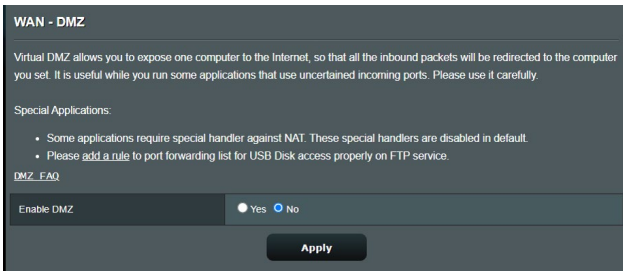 WAN - DMZ
Virtual DMZ allows you to expose one computer to the Internet, so that all the inbound packets will be redirected to the computer
you set. It is useful while you run some applications that use uncertained incoming ports. Please use it carefully.
Special Applications:
• Some applications require special handler against NAT. These special handlers are disabled in default.
• Please add a rule to port forwarding list for USB Disk access properly on FTP service.
DMZ FAQ
Enable DMZ Yes No
Apply